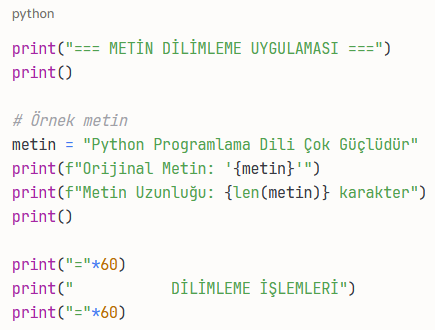 python
print("=== METİN DİLİMLEME UYGULAMASI ===")
print()
# Örnek metin
metin = "Python Programlama Dili Çok Güçlüdür"
print(f"Orijinal Metin: '{metin}'")
print(f"Metin Uzunluğu: {len(metin)} karakter")
print()
print("="*60)
print("          DİLİMLEME İŞLEMLERİ")
print("="*60)